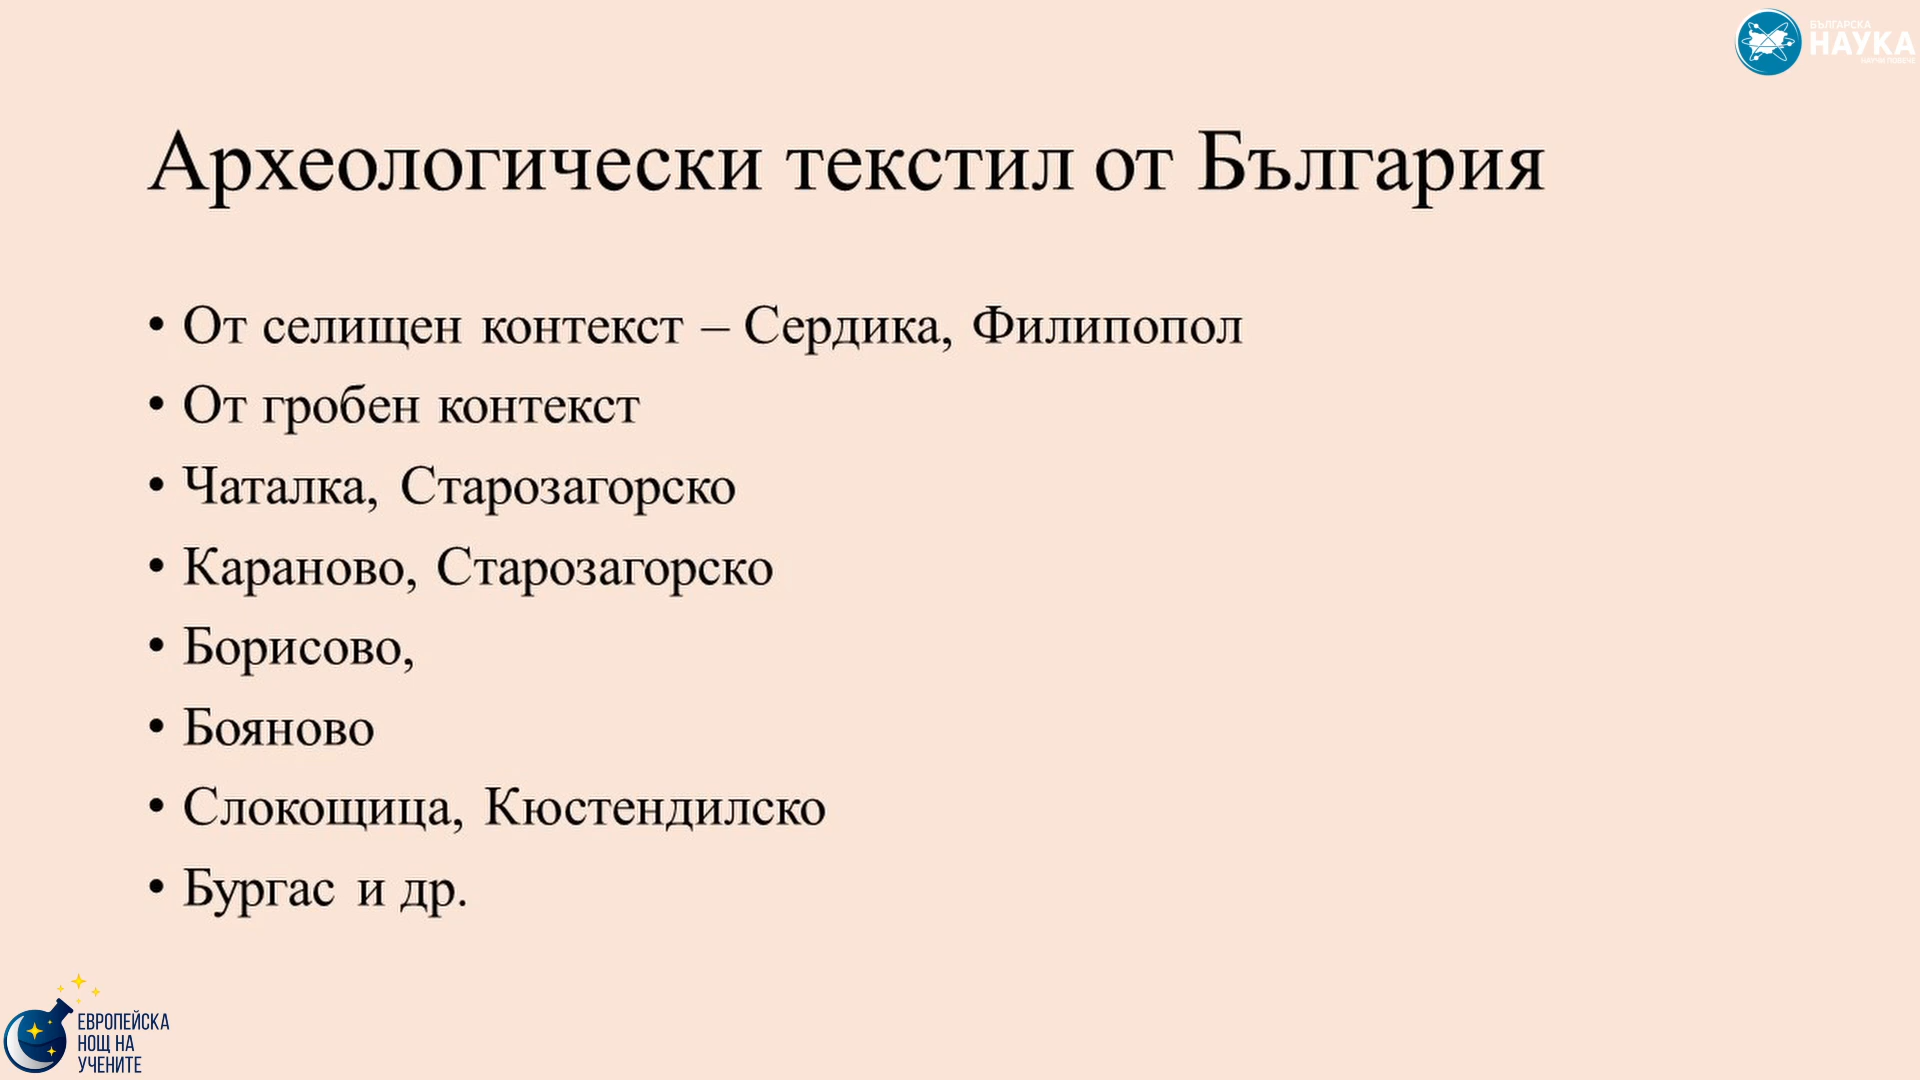 БЪЛГАРСКА
НАУКА
Археологически текстил от България
• От селищен контекст – Сердика, Филипопол
• От гробен контекст
• Чаталка, Старозагорско
• Караново, Старозагорско
• Борисово,
• Бояново
• Слокощица, Кюстендилско
• Бургас и др.
ЕВРОПЕЙСКА
НОЩ НА
УЧЕНИТЕ